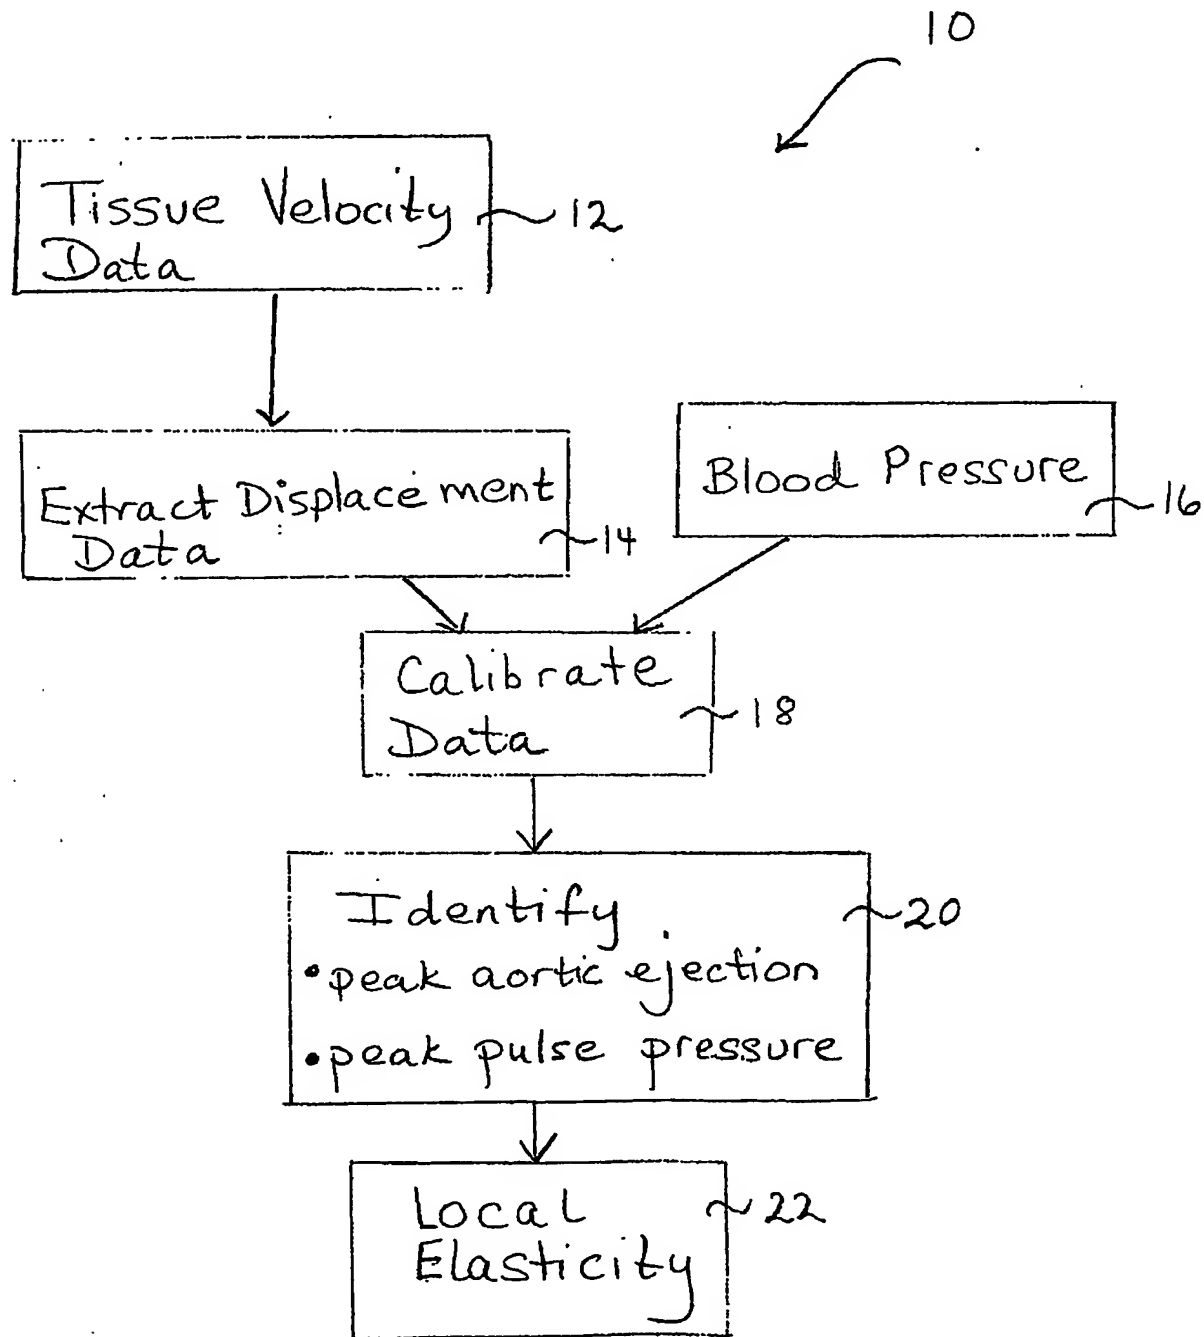 10
Tissue Velocity
Data
12
Extract Displacement
Data
14
Blood Pressure
16
Calibrate
Data
18
Identify
• peak aortic ejection
• peak pulse pressure
20
Local
Elasticity
22